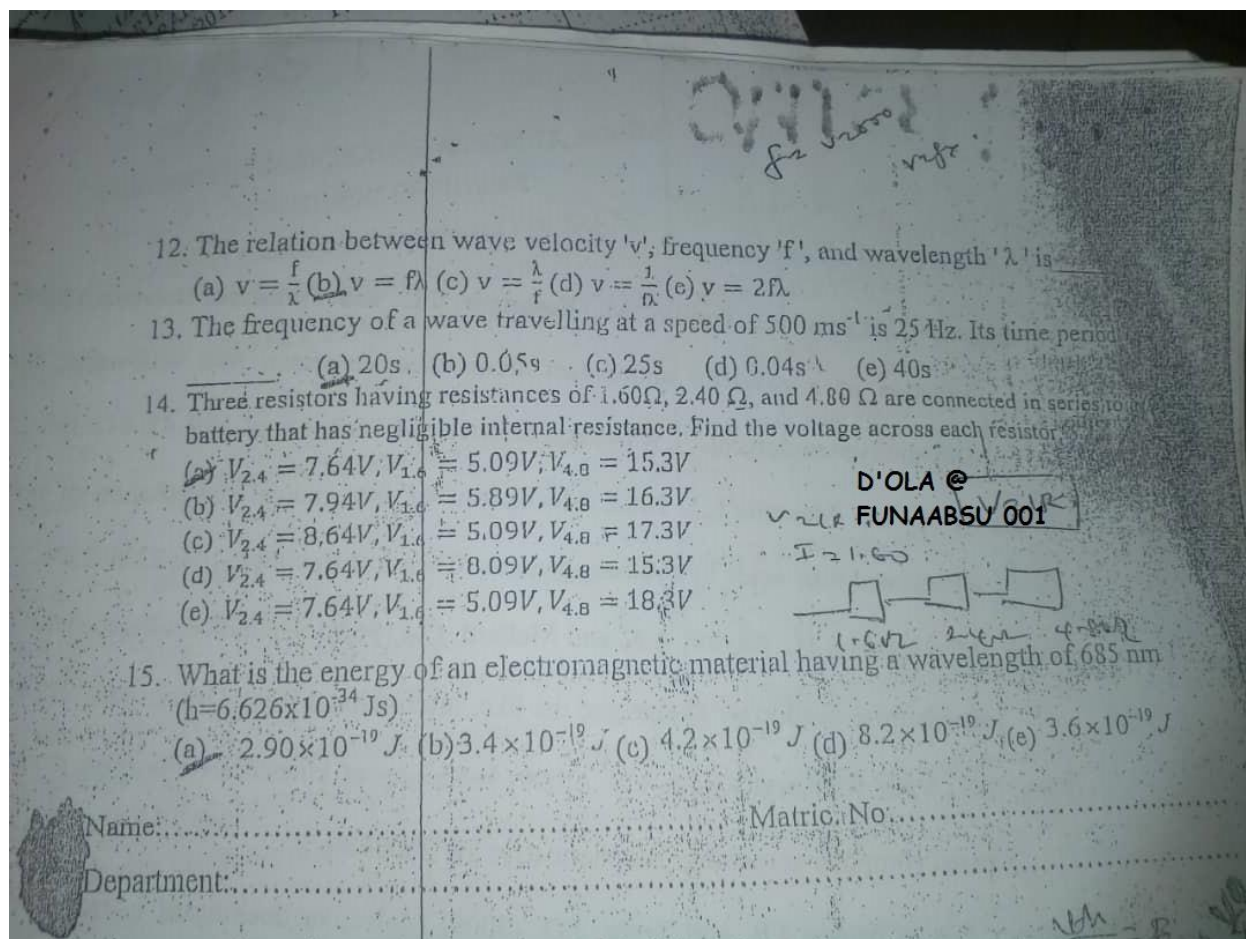 12. The relation between wave velocity 'v', frequency 'f', and wavelength 'λ' is
(a) v = f/λ (b) v = fλ (c) v = λ/f (d) v = 1/fλ (e) v = 2fλ
13. The frequency of a wave travelling at a speed of 500 ms⁻¹ is 25 Hz. Its time period
______. (a) 20s. (b) 0.05s (c) 25s (d) 0.04s (e) 40s
14. Three resistors having resistances of 1.60Ω, 2.40 Ω, and 4.80 Ω are connected in series to a
battery that has negligible internal resistance. Find the voltage across each resistor
(a) V2.4 = 7.64V, V1.6 = 5.09V, V4.8 = 15.3V
(b) V2.4 = 7.94V, V1.6 = 5.89V, V4.8 = 16.3V
(c) V2.4 = 8.64V, V1.6 = 5.09V, V4.8 = 17.3V
(d) V2.4 = 7.64V, V1.6 = 8.09V, V4.8 = 15.3V
(e) V2.4 = 7.64V, V1.6 = 5.09V, V4.8 = 18.3V
D'OLA @
FUNAABSU 001
I = 1.60
1.6Ω 2.4Ω 4.80Ω
15. What is the energy of an electromagnetic material having a wavelength of 685 nm
(h=6.626x10⁻³⁴ Js)
(a) 2.90×10⁻¹⁹ J (b) 3.4×10⁻¹⁹ J (c) 4.2×10⁻¹⁹ J (d) 8.2×10⁻¹⁹ J (e) 3.6×10⁻¹⁹ J
Name:.......... Matric. No..........
Department:..........